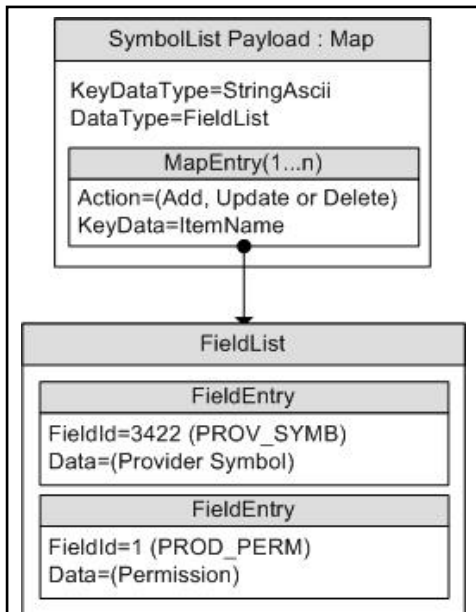 SymbolList Payload : Map
KeyDataType=StringAscii
DataType=FieldList
MapEntry(1...n)
Action=(Add, Update or Delete)
KeyData=ItemName
FieldList
FieldEntry
FieldId=3422 (PROV_SYMB)
Data=(Provider Symbol)
FieldEntry
FieldId=1 (PROD_PERM)
Data=(Permission)